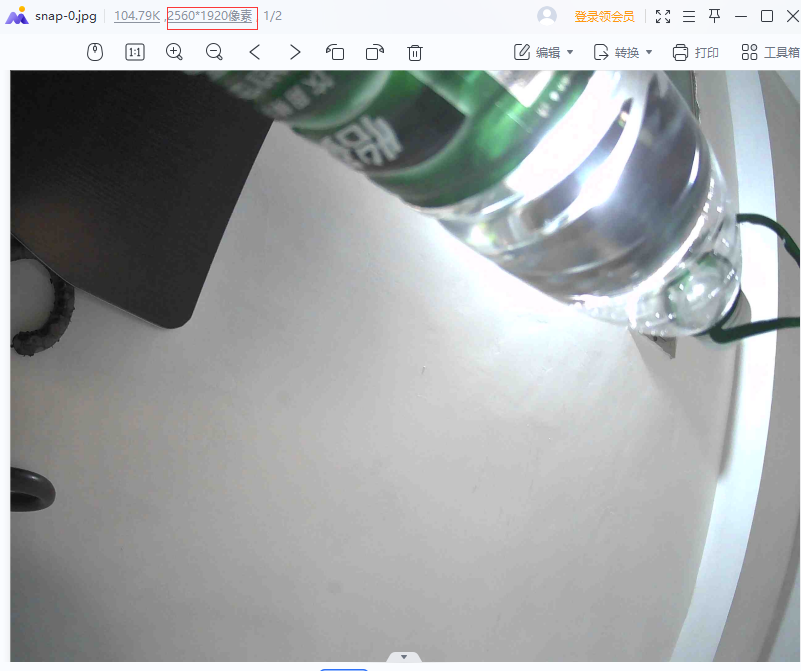 snap-0.jpg 104.79K , 2560*1920像素 1/2 登录领会员
1:1 编辑 转换 打印 工具箱